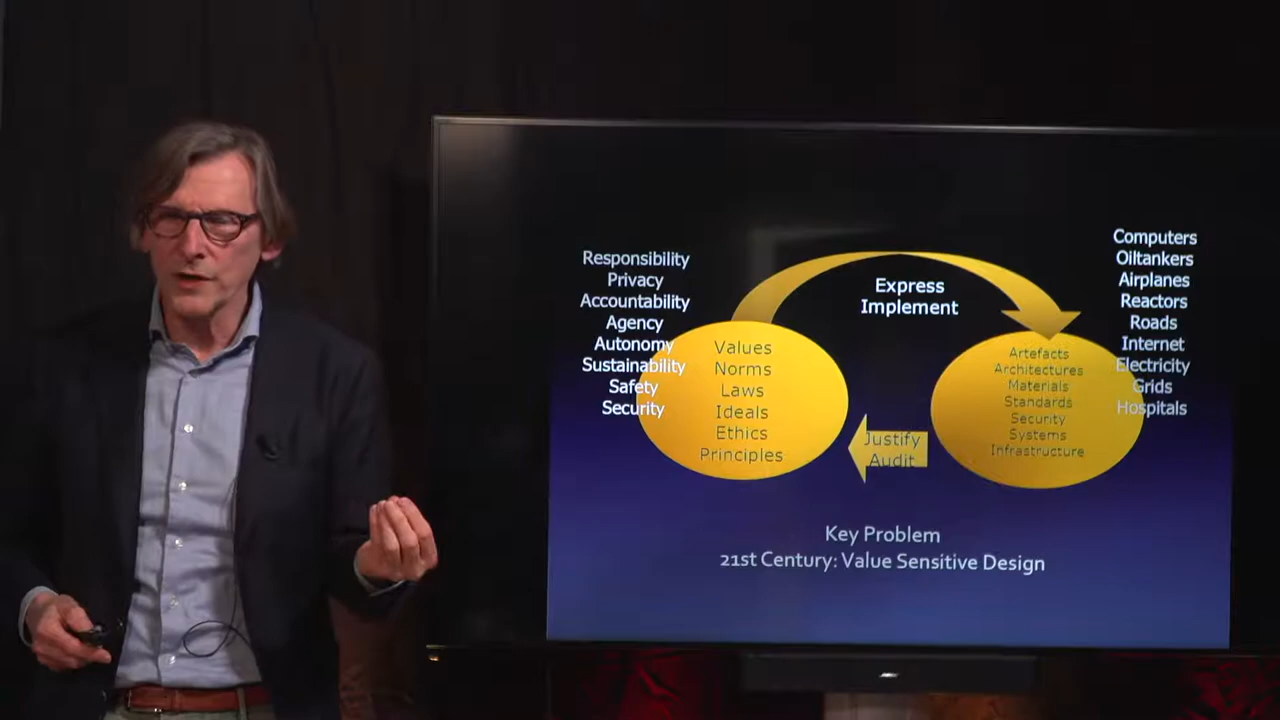 Responsibility
Privacy
Accountability
Agency
Autonomy
Sustainability
Safety
Security
Values
Norms
Laws
Ideals
Ethics
Principles
Express
Implement
Justify
Audit
Artefacts
Architectures
Materials
Standards
Security
Systems
Infrastructure
Computers
Oiltankers
Airplanes
Reactors
Roads
Internet
Electricity
Grids
Hospitals
Key Problem
21st Century: Value Sensitive Design